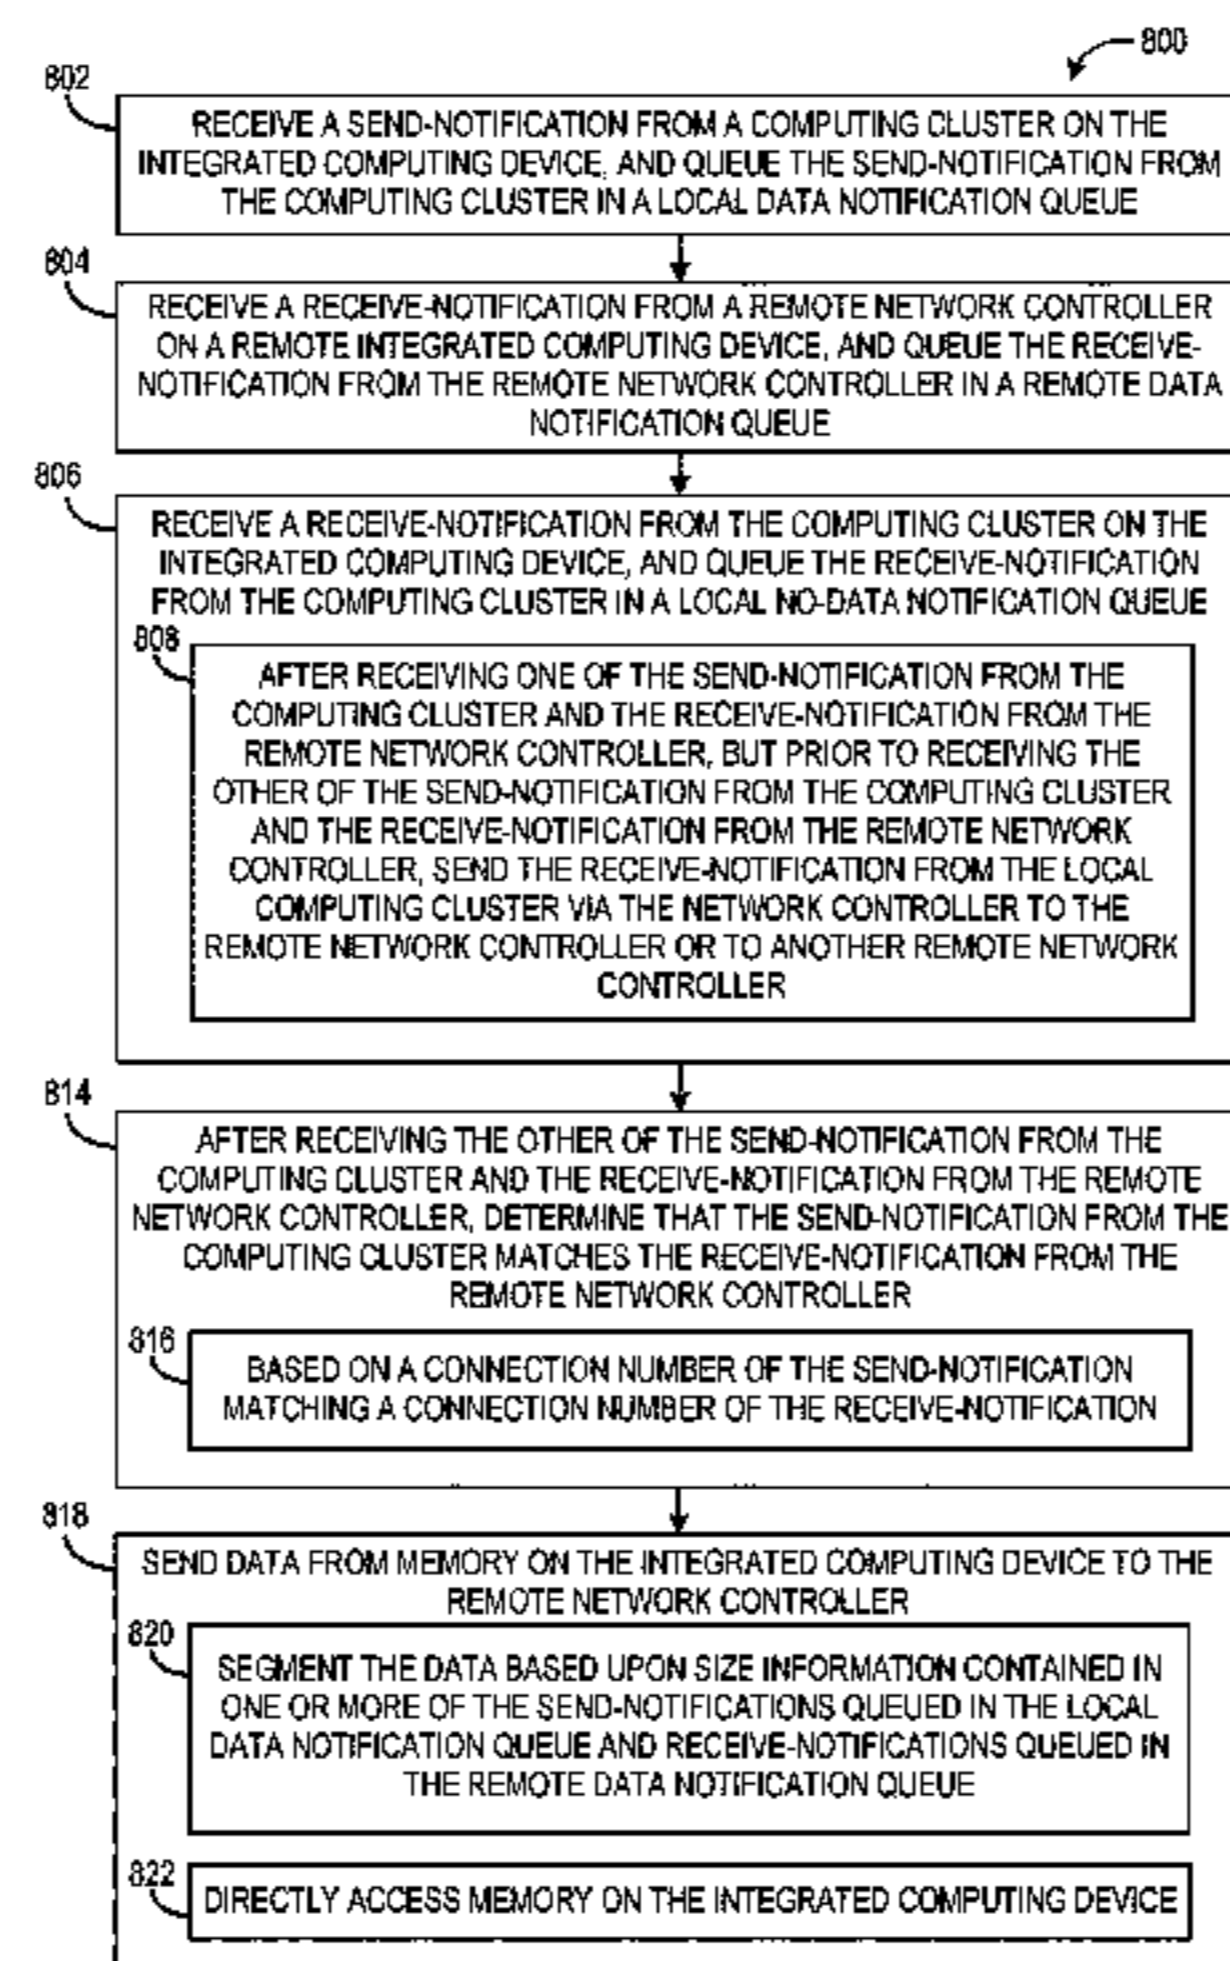 800
802
RECEIVE A SEND-NOTIFICATION FROM A COMPUTING CLUSTER ON THE
INTEGRATED COMPUTING DEVICE, AND QUEUE THE SEND-NOTIFICATION FROM
THE COMPUTING CLUSTER IN A LOCAL DATA NOTIFICATION QUEUE
804
RECEIVE A RECEIVE-NOTIFICATION FROM A REMOTE NETWORK CONTROLLER
ON A REMOTE INTEGRATED COMPUTING DEVICE, AND QUEUE THE RECEIVE-
NOTIFICATION FROM THE REMOTE NETWORK CONTROLLER IN A REMOTE DATA
NOTIFICATION QUEUE
806
RECEIVE A RECEIVE-NOTIFICATION FROM THE COMPUTING CLUSTER ON THE
INTEGRATED COMPUTING DEVICE, AND QUEUE THE RECEIVE-NOTIFICATION
FROM THE COMPUTING CLUSTER IN A LOCAL NO-DATA NOTIFICATION QUEUE
808
AFTER RECEIVING ONE OF THE SEND-NOTIFICATION FROM THE
COMPUTING CLUSTER AND THE RECEIVE-NOTIFICATION FROM THE
REMOTE NETWORK CONTROLLER, BUT PRIOR TO RECEIVING THE
OTHER OF THE SEND-NOTIFICATION FROM THE COMPUTING CLUSTER
AND THE RECEIVE-NOTIFICATION FROM THE REMOTE NETWORK
CONTROLLER, SEND THE RECEIVE-NOTIFICATION FROM THE LOCAL
COMPUTING CLUSTER VIA THE NETWORK CONTROLLER TO THE
REMOTE NETWORK CONTROLLER OR TO ANOTHER REMOTE NETWORK
CONTROLLER
814
AFTER RECEIVING THE OTHER OF THE SEND-NOTIFICATION FROM THE
COMPUTING CLUSTER AND THE RECEIVE-NOTIFICATION FROM THE REMOTE
NETWORK CONTROLLER, DETERMINE THAT THE SEND-NOTIFICATION FROM THE
COMPUTING CLUSTER MATCHES THE RECEIVE-NOTIFICATION FROM THE
REMOTE NETWORK CONTROLLER
816
BASED ON A CONNECTION NUMBER OF THE SEND-NOTIFICATION
MATCHING A CONNECTION NUMBER OF THE RECEIVE-NOTIFICATION
818
SEND DATA FROM MEMORY ON THE INTEGRATED COMPUTING DEVICE TO THE
REMOTE NETWORK CONTROLLER
820
SEGMENT THE DATA BASED UPON SIZE INFORMATION CONTAINED IN
ONE OR MORE OF THE SEND-NOTIFICATIONS QUEUED IN THE LOCAL
DATA NOTIFICATION QUEUE AND RECEIVE-NOTIFICATIONS QUEUED IN
THE REMOTE DATA NOTIFICATION QUEUE
822
DIRECTLY ACCESS MEMORY ON THE INTEGRATED COMPUTING DEVICE